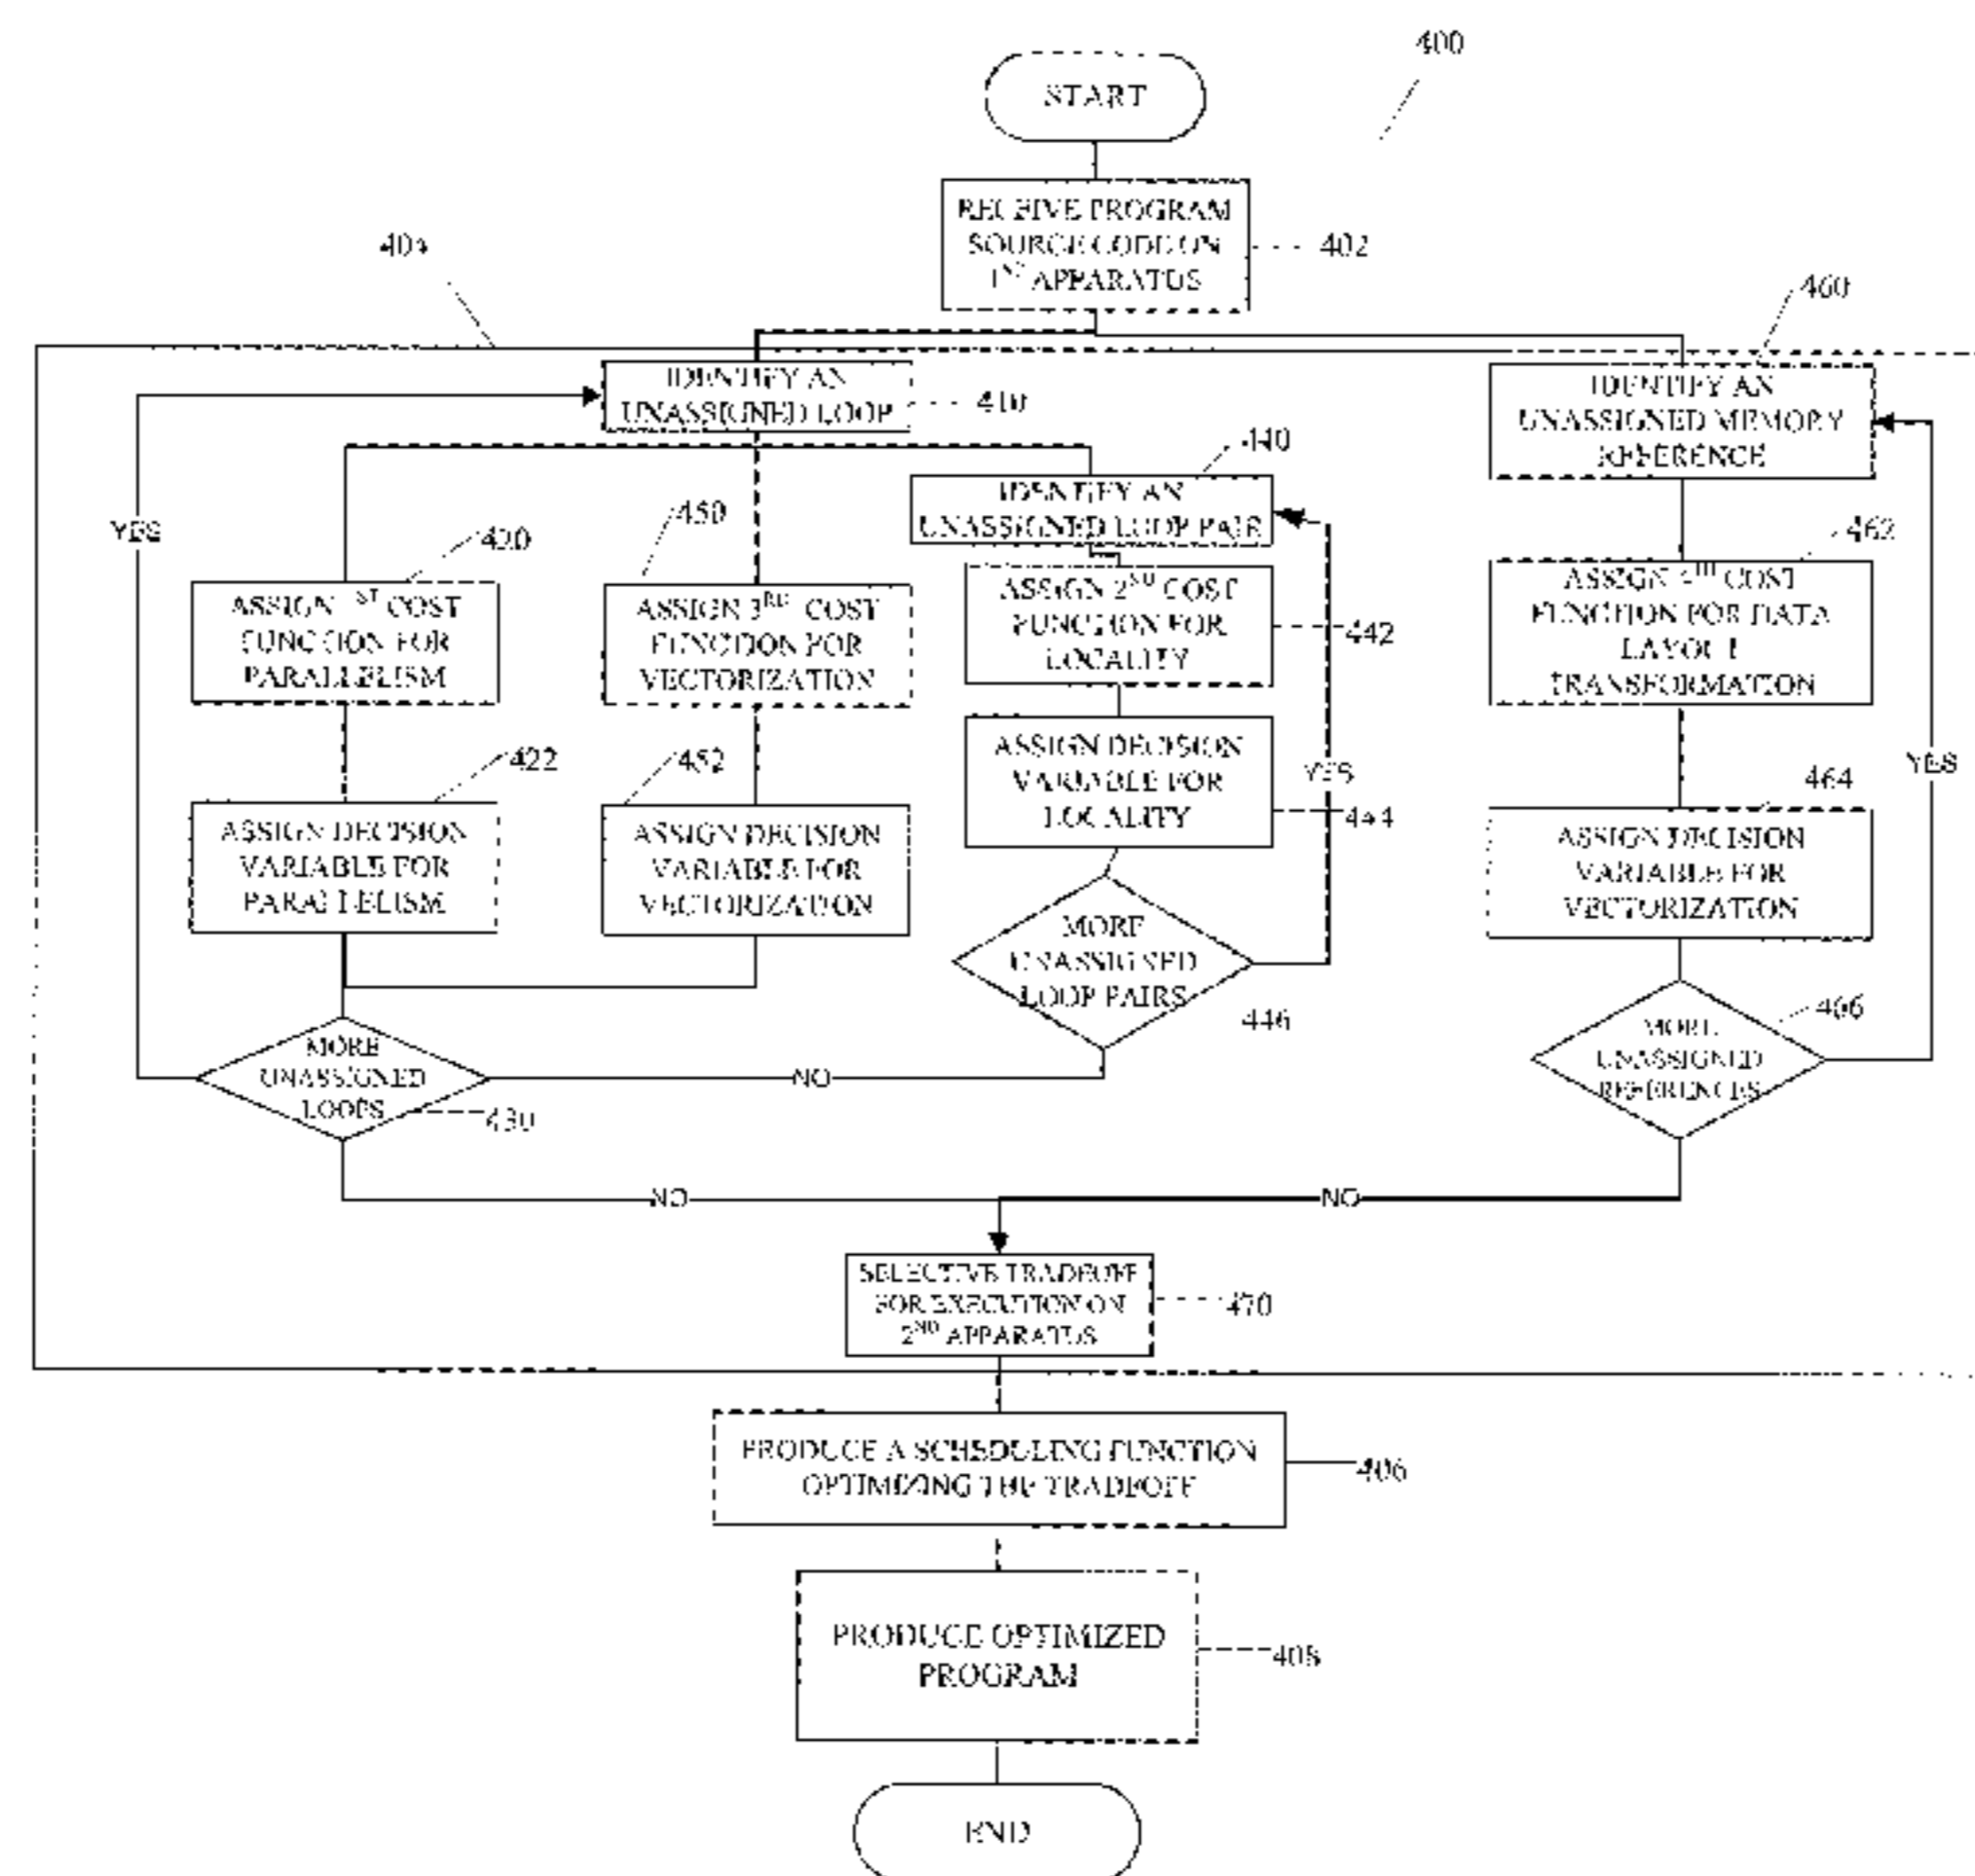 400
START
RECEIVE PROGRAM
SOURCE CODE ON
1ST APPARATUS
402
404
460
IDENTIFY AN
UNASSIGNED LOOP
410
IDENTIFY AN
UNASSIGNED MEMORY
REFERENCE
440
IDENTIFY AN
UNASSIGNED LOOP PAIR
YES
420
450
462
ASSIGN 1ST COST
FUNCTION FOR
PARALLELISM
ASSIGN 3RD COST
FUNCTION FOR
VECTORIZATION
ASSIGN 2ND COST
FUNCTION FOR
LOCALITY
442
ASSIGN 4TH COST
FUNCTION FOR DATA
LAYOUT
TRANSFORMATION
422
452
ASSIGN DECISION
VARIABLE FOR
LOCALITY
444
YES
YES
464
ASSIGN DECISION
VARIABLE FOR
PARALLELISM
ASSIGN DECISION
VARIABLE FOR
VECTORIZATION
ASSIGN DECISION
VARIABLE FOR
VECTORIZATION
MORE
UNASSIGNED
LOOP PAIRS
446
466
MORE
UNASSIGNED
LOOPS
430
NO
MORE
UNASSIGNED
REFERENCES
NO
NO
SELECTIVE TRADEOFF
FOR EXECUTION ON
2ND APPARATUS
470
PRODUCE A SCHEDULING FUNCTION
OPTIMIZING THE TRADEOFF
406
PRODUCE OPTIMIZED
PROGRAM
408
END